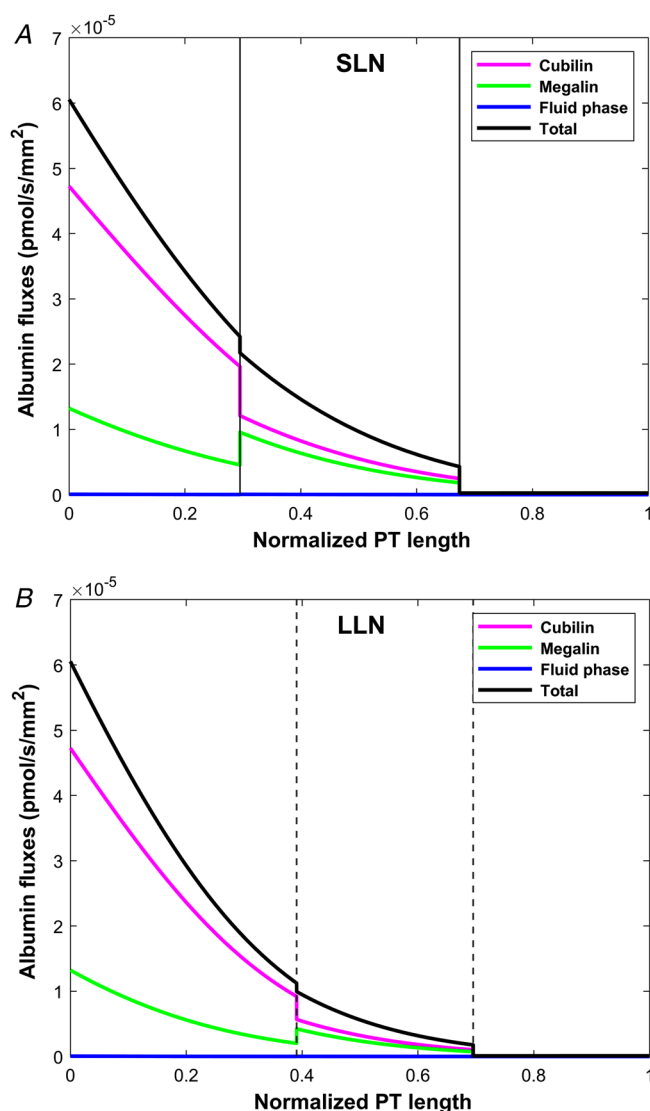 A
×10⁻⁵
SLN
7
6
5
4
3
2
1
0
Albumin fluxes (pmol/s/mm²)
Cubilin
Megalin
Fluid phase
Total
0 0.2 0.4 0.6 0.8 1
Normalized PT length
B
×10⁻⁵
LLN
7
6
5
4
3
2
1
0
Albumin fluxes (pmol/s/mm²)
Cubilin
Megalin
Fluid phase
Total
0 0.2 0.4 0.6 0.8 1
Normalized PT length